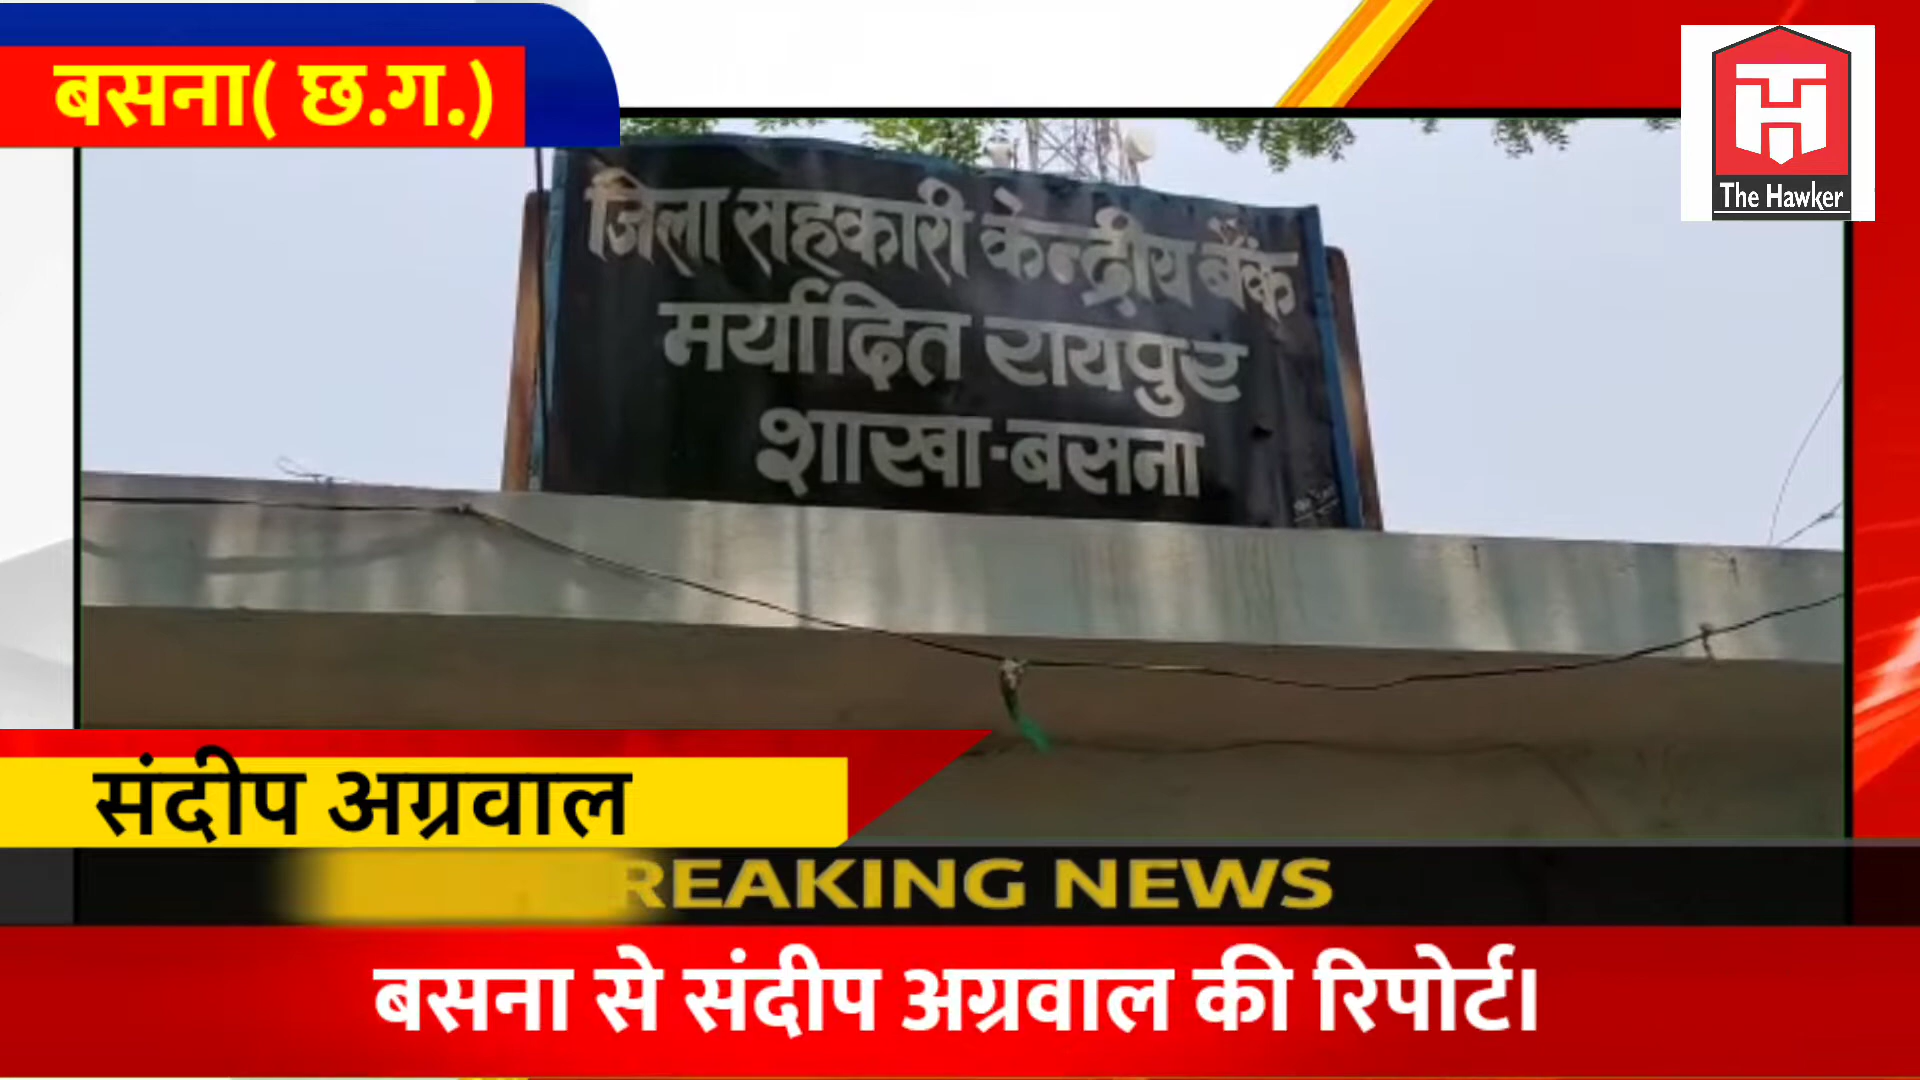 बसना( छ.ग.)
The Hawker
जिला सहकारी केन्द्रीय बैंक
मर्यादित रायपुर
शाखा-बसना
संदीप अग्रवाल
REAKING NEWS
बसना से संदीप अग्रवाल की रिपोर्ट।